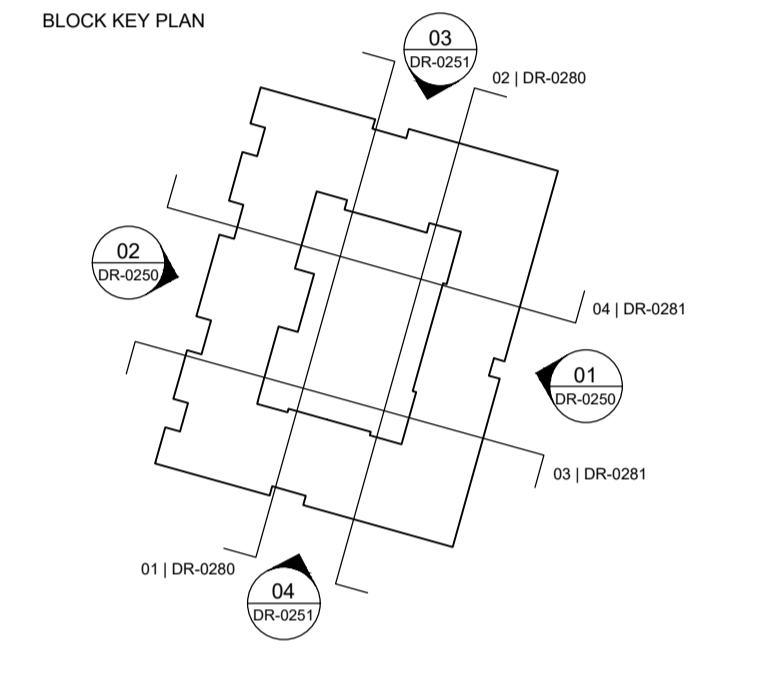 BLOCK KEY PLAN
03
DR-0251
02 | DR-0280
02
DR-0250
04 | DR-0281
01
DR-0250
03 | DR-0281
01 | DR-0280
04
DR-0251